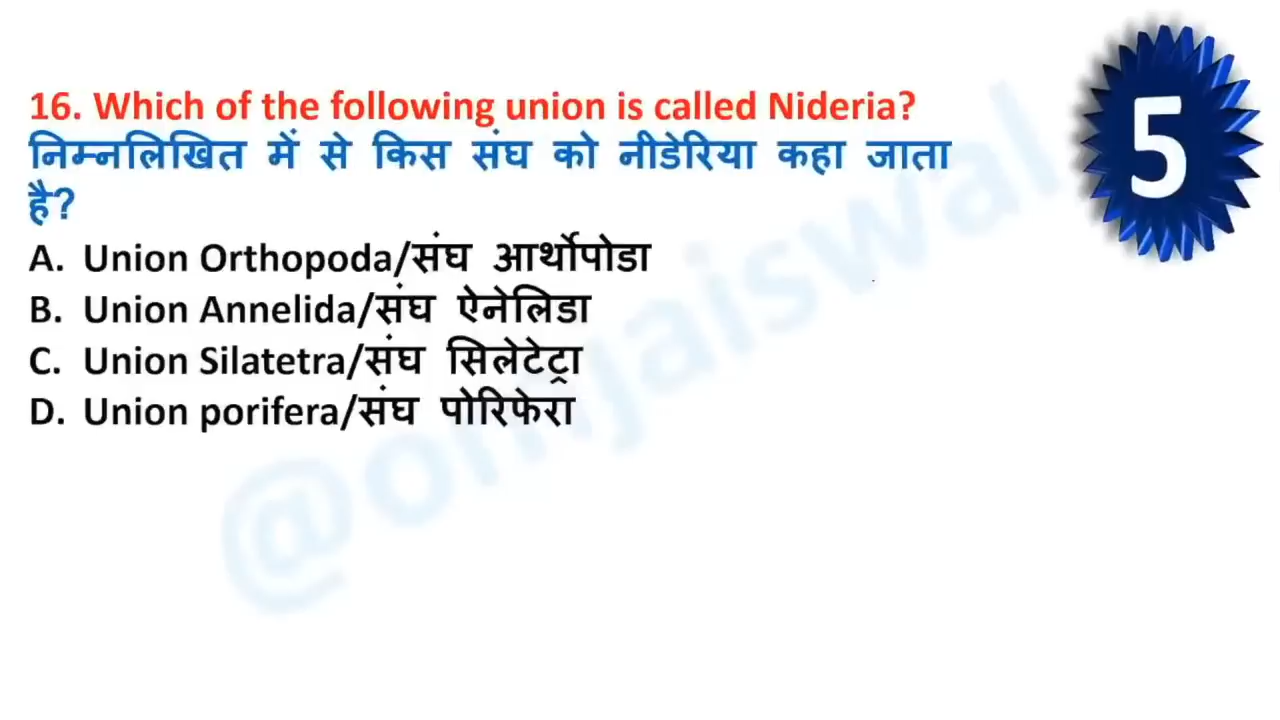 16. Which of the following union is called Nideria?
निम्नलिखित में से किस संघ को नीडेरिया कहा जाता
है?
A. Union Orthopoda/संघ आर्थोपोडा
B. Union Annelida/संघ ऐनेलिडा
C. Union Silatetra/संघ सिलेटेट्रा
D. Union porifera/संघ पोरिफेरा
5
@omjaiswal